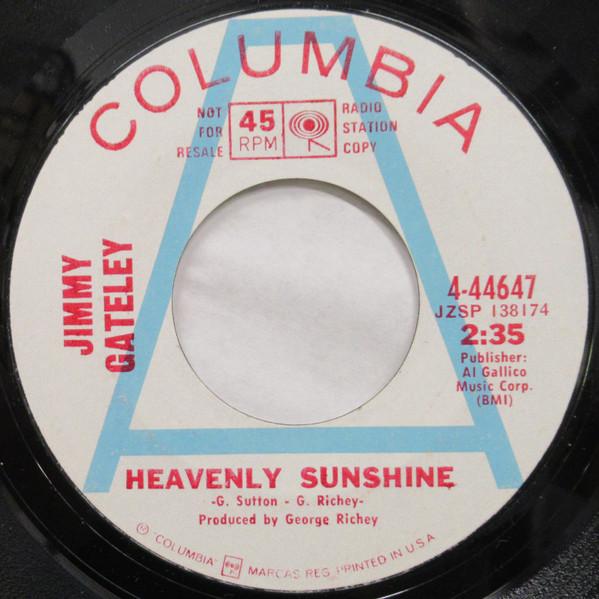 COLUMBIA
NOT
FOR
RESALE
45
RPM
RADIO
STATION
COPY
JIMMY
GATELEY
4-44647
JZSP 138174
2:35
Publisher:
Al Gallico
Music Corp.
(BMI)
A
HEAVENLY SUNSHINE
-G. Sutton - G. Richey-
Produced by George Richey
Ⓟ "COLUMBIA" MARCAS REG. PRINTED IN U.S.A